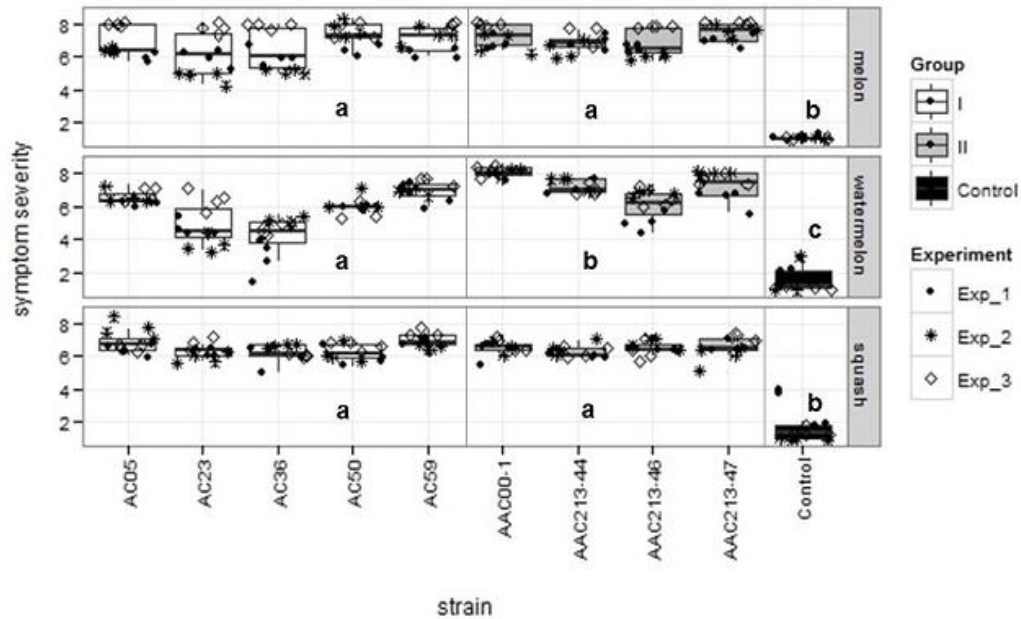 symptom severity
8
6
4
2
a
a
b
melon
8
6
4
2
a
b
c
watermelon
8
6
4
2
a
a
b
squash
AC05
AC23
AC36
AC50
AC59
AAC00-1
AAC213-44
AAC213-46
AAC213-47
Control
strain
Group
I
II
Control
Experiment
Exp_1
Exp_2
Exp_3